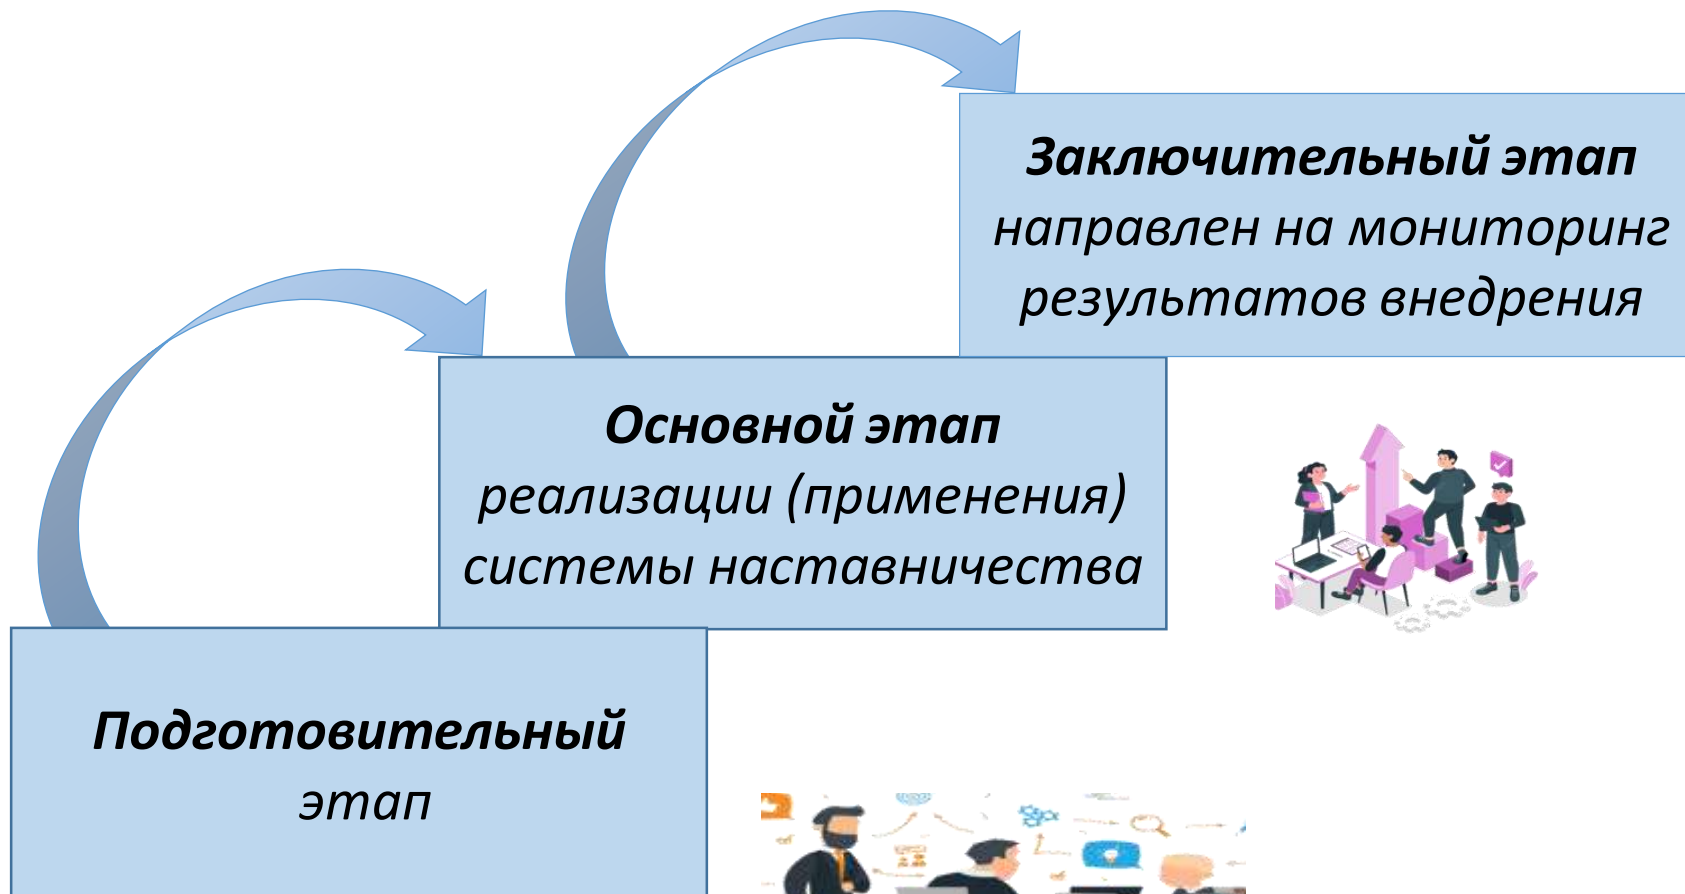 Заключительный этап
направлен на мониторинг
результатов внедрения
Основной этап
реализации (применения)
системы наставничества
Подготовительный
этап